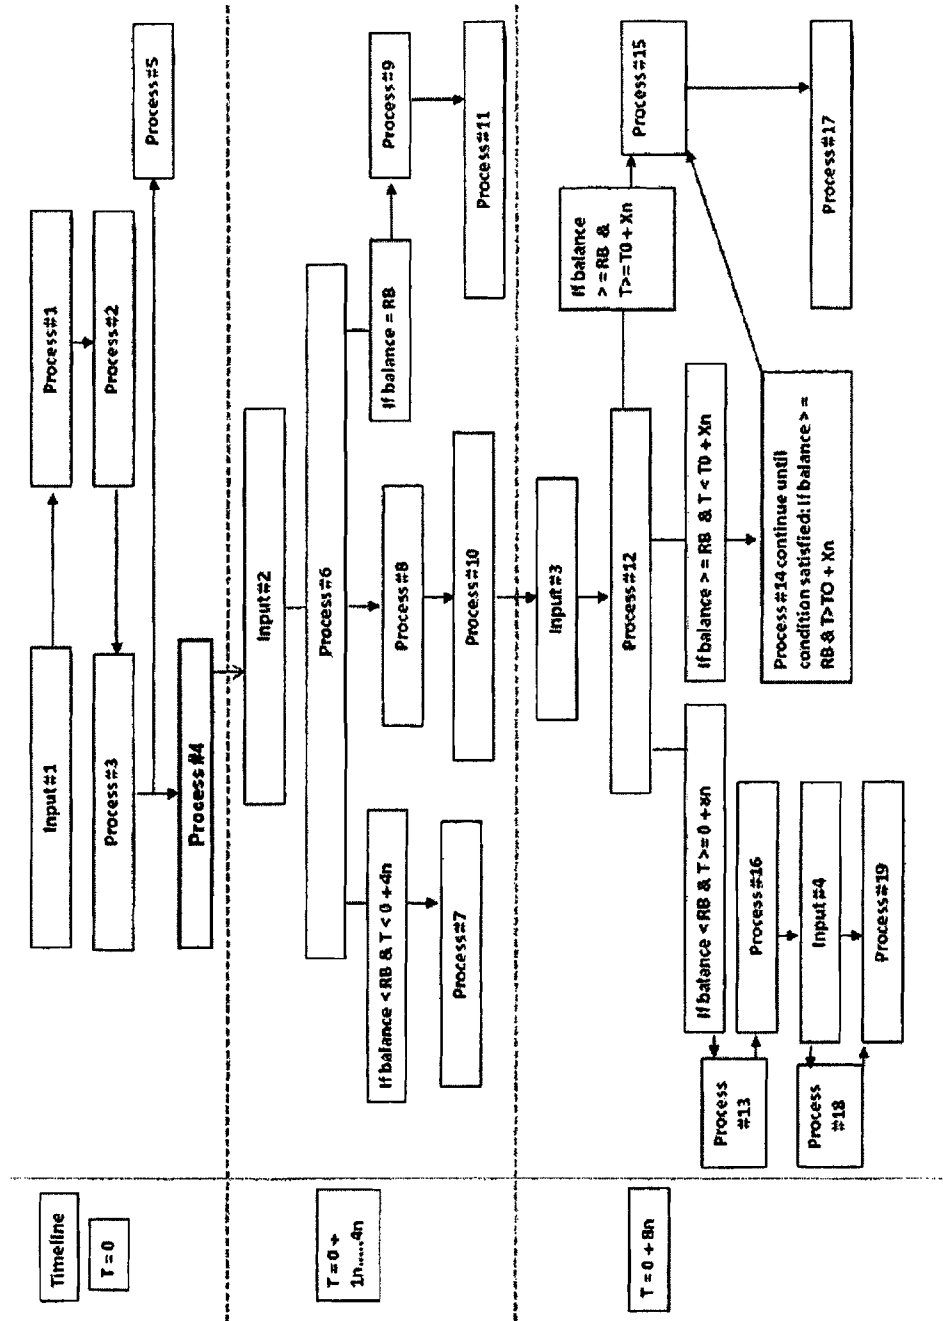 Timeline
T = 0
Input#1
Process#1
Process#3
Process#2
Process#4
Process#5
T = 0 +
1n......4n
Input#2
Process#6
If balance < RB & T < 0 +4n
Process#8
If balance = RB
Process#9
Process#7
Process#10
Process#11
T = 0 + 8n
Input#3
Process#12
If balance
> = RB &
T>= T0 + Xn
Process#15
If balance < RB & T >= 0 +8n
If balance > = RB & T < T0 + Xn
Process
#13
Process#16
Process#14 continue until
condition satisfied: If balance > =
RB & T> TO + Xn
Input#4
Process
#18
Process#19
Process#17